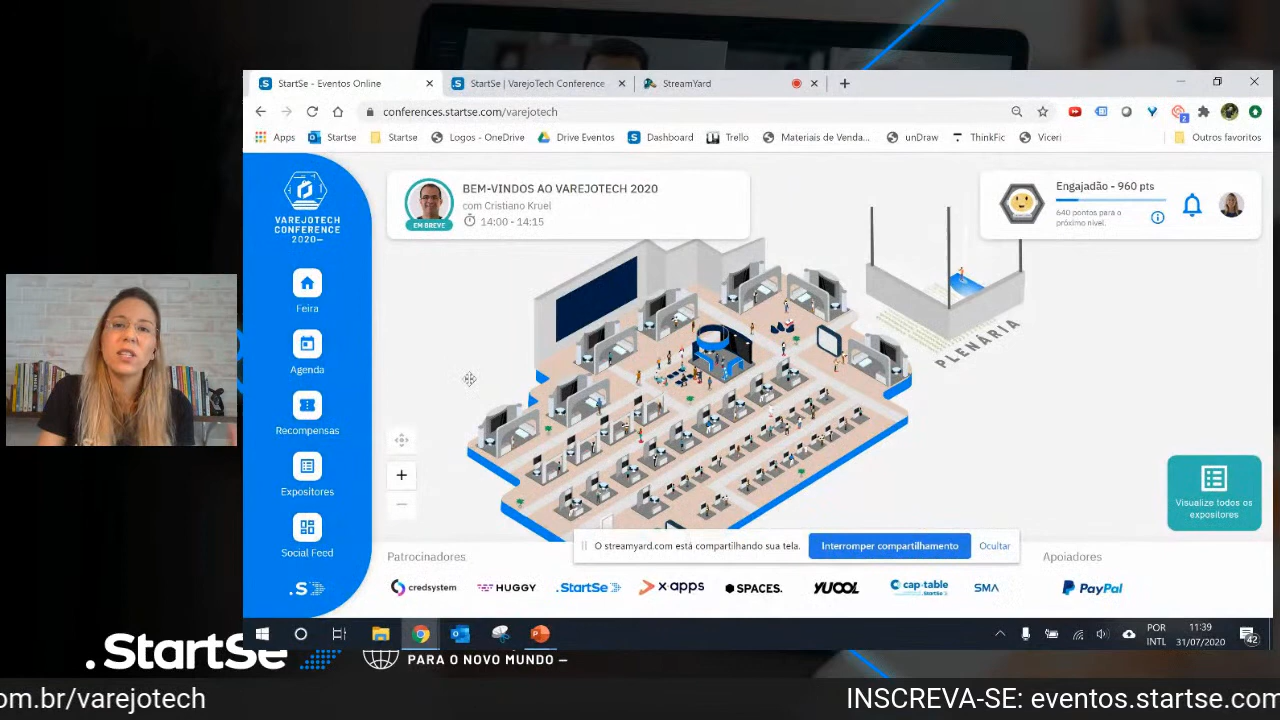 StartSe - Eventos Online
StartSe | VarejoTech Conference
StreamYard
conferences.startse.com/varejotech
Apps
Startse
Startse
Logos - OneDrive
Drive Eventos
Dashboard
Trello
Materiais de Venda...
unDraw
ThinkFic
Viceri
Outros favoritos
VAREJOTECH
CONFERENCE
2020—
Feira
Agenda
Recompensas
Expositores
Social Feed
.S
EM BREVE
BEM-VINDOS AO VAREJOTECH 2020
com Cristiano Kruel
14:00 - 14:15
Engajadão - 960 pts
640 pontos para o
próximo nível.
PLENÁRIA
+
Visualize todos os
expositores
O streamyard.com está compartilhando sua tela.
Interromper compartilhamento
Ocultar
Patrocinadores
Apoiadores
credsystem
HUGGY
.StartSe
x apps
SPACES.
YUOOL
cap·table
StartSe
SMA
PayPal
POR
INTL
11:39
31/07/2020
42
.StartSe
PARA O NOVO MUNDO —
om.br/varejotech
INSCREVA-SE: eventos.startse.com